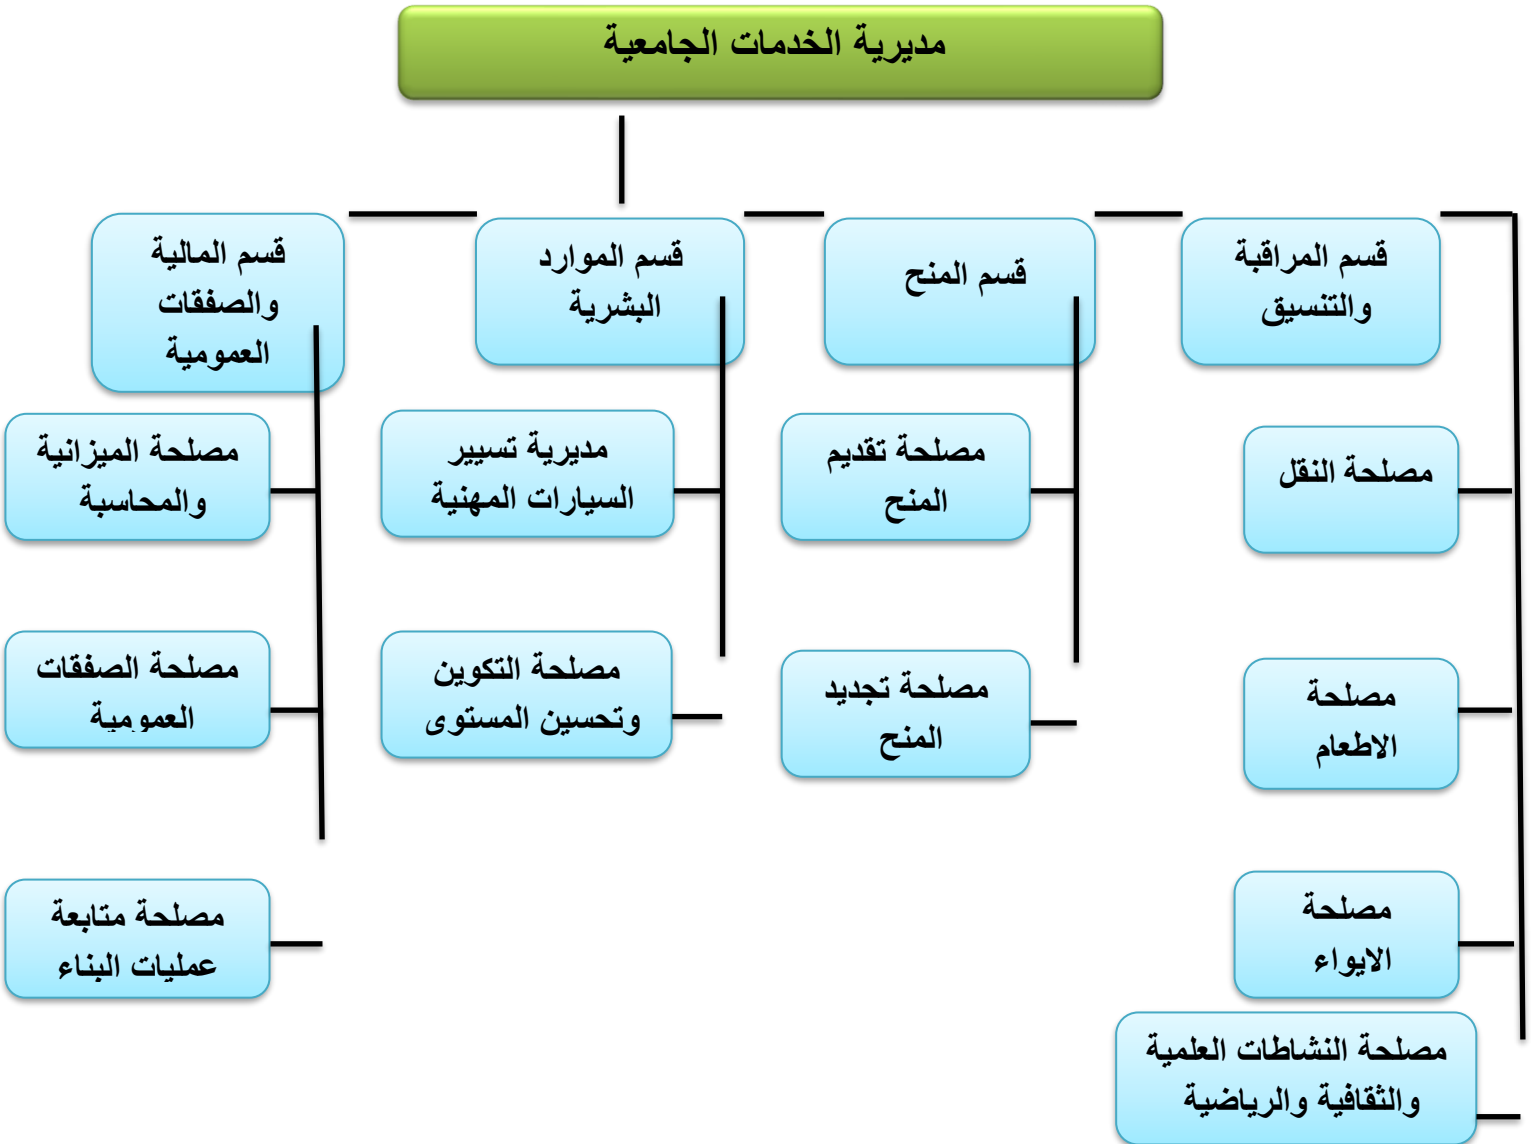 مديرية الخدمات الجامعية
قسم المراقبة
والتنسيق
قسم المنح
قسم الموارد
البشرية
قسم المالية
والصفقات
العمومية
مصلحة النقل
مصلحة تقديم
المنح
مديرية تسيير
السيارات المهنية
مصلحة الميزانية
والمحاسبة
مصلحة
الاطعام
مصلحة تجديد
المنح
مصلحة التكوين
وتحسين المستوى
مصلحة الصفقات
العمومية
مصلحة
الايواء
مصلحة متابعة
عمليات البناء
مصلحة النشاطات العلمية
والثقافية والرياضية